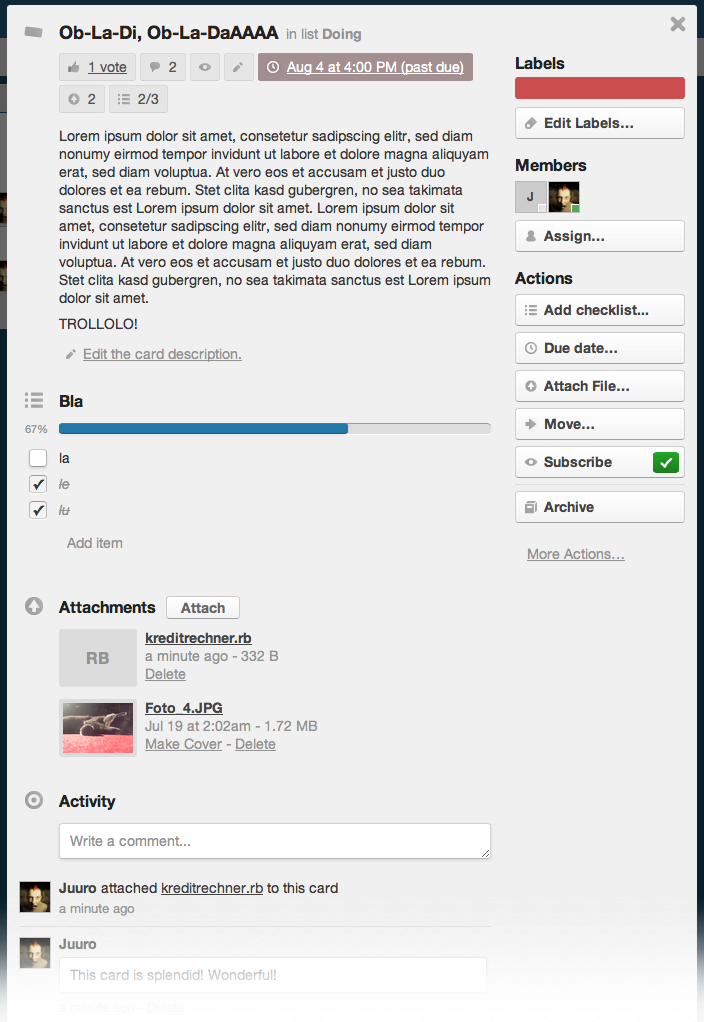 Ob-La-Di, Ob-La-DaAAAA in list Doing
1 vote 2 Aug 4 at 4:00 PM (past due)
2 2/3
Lorem ipsum dolor sit amet, consetetur sadipscing elitr, sed diam
nonumy eirmod tempor invidunt ut labore et dolore magna aliquyam
erat, sed diam voluptua. At vero eos et accusam et justo duo
dolores et ea rebum. Stet clita kasd gubergren, no sea takimata
sanctus est Lorem ipsum dolor sit amet. Lorem ipsum dolor sit
amet, consetetur sadipscing elitr, sed diam nonumy eirmod tempor
invidunt ut labore et dolore magna aliquyam erat, sed diam
voluptua. At vero eos et accusam et justo duo dolores et ea rebum.
Stet clita kasd gubergren, no sea takimata sanctus est Lorem ipsum
dolor sit amet.
TROLLOLO!
Edit the card description.
Bla
67%
la
le
lu
Add item
Attachments Attach
RB
kreditrechner.rb
a minute ago - 332 B
Delete
Foto_4.JPG
Jul 19 at 2:02am - 1.72 MB
Make Cover - Delete
Activity
Write a comment...
Juuro attached kreditrechner.rb to this card
a minute ago
Juuro
This card is splendid! Wonderful!
a minute ago - Delete
Labels
Edit Labels...
Members
J
Assign...
Actions
Add checklist...
Due date...
Attach File...
Move...
Subscribe
Archive
More Actions...